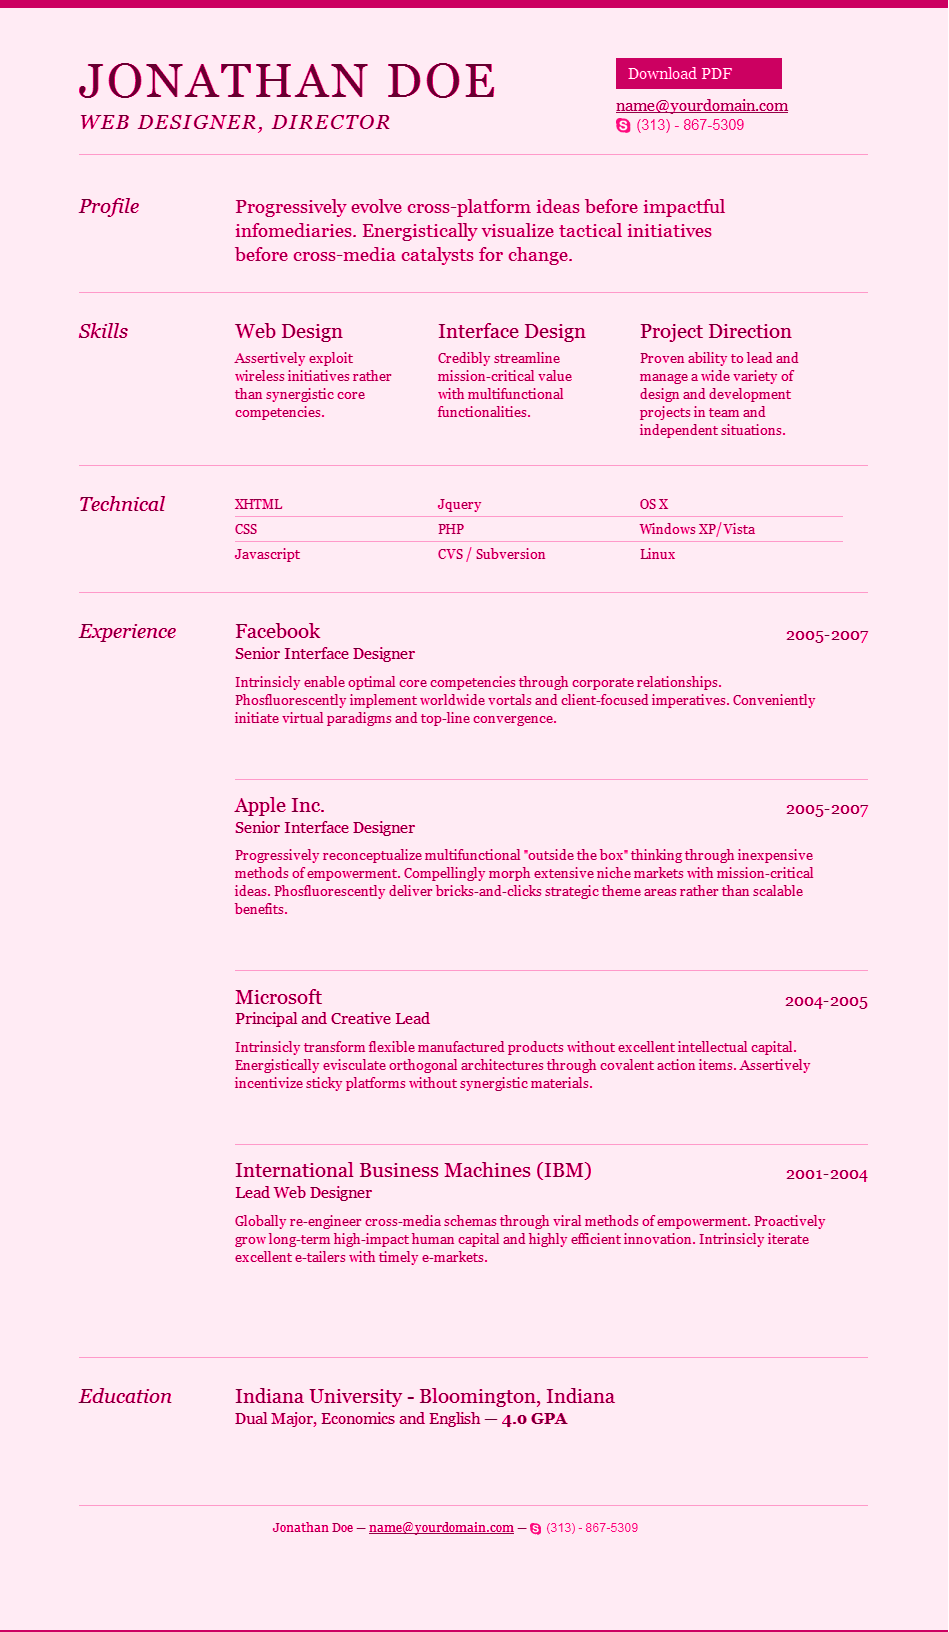 JONATHAN DOE
WEB DESIGNER, DIRECTOR
Download PDF
name@yourdomain.com
(313) - 867-5309
Profile
Progressively evolve cross-platform ideas before impactful
infomediaries. Energistically visualize tactical initiatives
before cross-media catalysts for change.
Skills
Web Design
Assertively exploit
wireless initiatives rather
than synergistic core
competencies.
Interface Design
Credibly streamline
mission-critical value
with multifunctional
functionalities.
Project Direction
Proven ability to lead and
manage a wide variety of
design and development
projects in team and
independent situations.
Technical
XHTML Jquery OS X
CSS PHP Windows XP/Vista
Javascript CVS / Subversion Linux
Experience
Facebook 2005-2007
Senior Interface Designer
Intrinsicly enable optimal core competencies through corporate relationships.
Phosfluorescently implement worldwide vortals and client-focused imperatives. Conveniently
initiate virtual paradigms and top-line convergence.
Apple Inc. 2005-2007
Senior Interface Designer
Progressively reconceptualize multifunctional "outside the box" thinking through inexpensive
methods of empowerment. Compellingly morph extensive niche markets with mission-critical
ideas. Phosfluorescently deliver bricks-and-clicks strategic theme areas rather than scalable
benefits.
Microsoft 2004-2005
Principal and Creative Lead
Intrinsicly transform flexible manufactured products without excellent intellectual capital.
Energistically evisculate orthogonal architectures through covalent action items. Assertively
incentivize sticky platforms without synergistic materials.
International Business Machines (IBM) 2001-2004
Lead Web Designer
Globally re-engineer cross-media schemas through viral methods of empowerment. Proactively
grow long-term high-impact human capital and highly efficient innovation. Intrinsicly iterate
excellent e-tailers with timely e-markets.
Education
Indiana University - Bloomington, Indiana
Dual Major, Economics and English — 4.0 GPA
Jonathan Doe — name@yourdomain.com — (313) - 867-5309